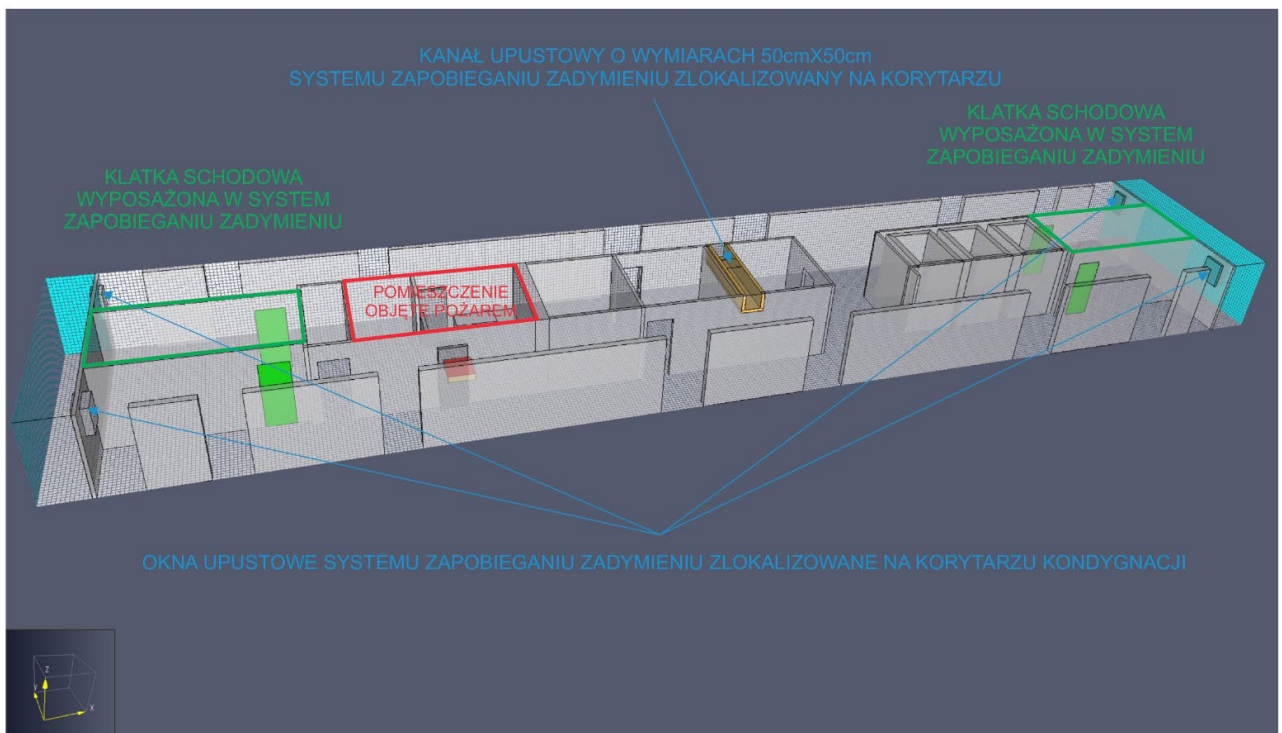 KANAŁ UPUSTOWY O WYMIARACH 50cmX50cm
SYSTEMU ZAPOBIEGANIU ZADYMIENIU ZLOKALIZOWANY NA KORYTARZU
KLATKA SCHODOWA
WYPOSAŻONA W SYSTEM
ZAPOBIEGANIU ZADYMIENIU
KLATKA SCHODOWA
WYPOSAŻONA W SYSTEM
ZAPOBIEGANIU ZADYMIENIU
POMIESZCZENIE
OBJĘTE POŻAREM
OKNA UPUSTOWE SYSTEMU ZAPOBIEGANIU ZADYMIENIU ZLOKALIZOWANE NA KORYTARZU KONDYGNACJI
Z
Y
X